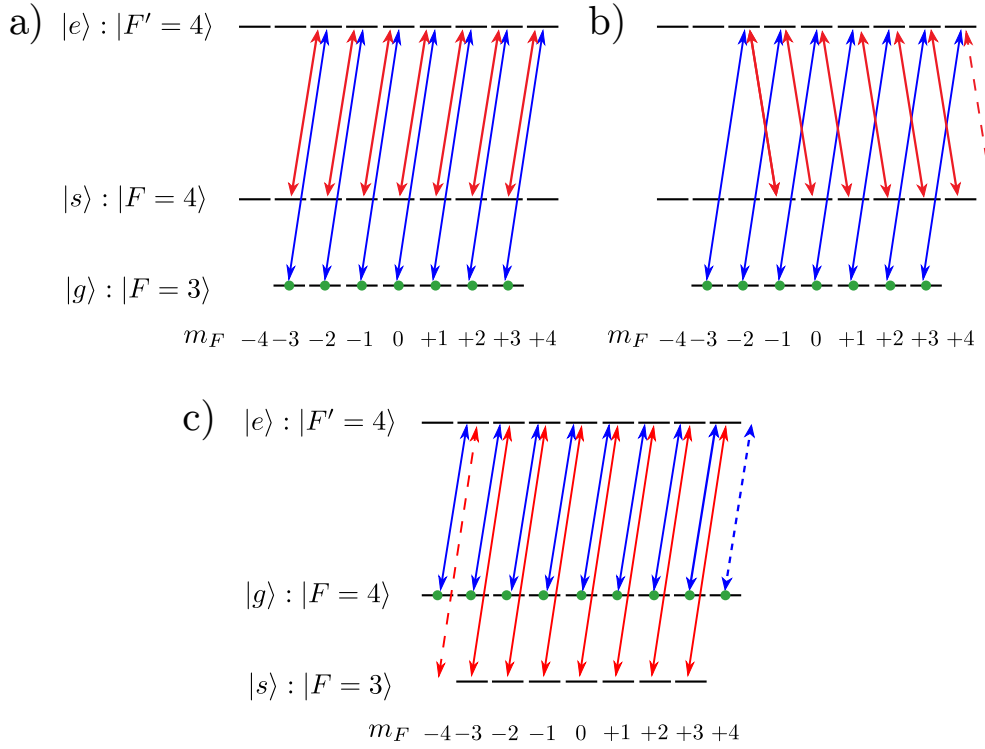 a) |e⟩ : |F′ = 4⟩
|s⟩ : |F = 4⟩
|g⟩ : |F = 3⟩
m_F −4 −3 −2 −1 0 +1 +2 +3 +4
b)
m_F −4 −3 −2 −1 0 +1 +2 +3 +4
c) |e⟩ : |F′ = 4⟩
|g⟩ : |F = 4⟩
|s⟩ : |F = 3⟩
m_F −4 −3 −2 −1 0 +1 +2 +3 +4